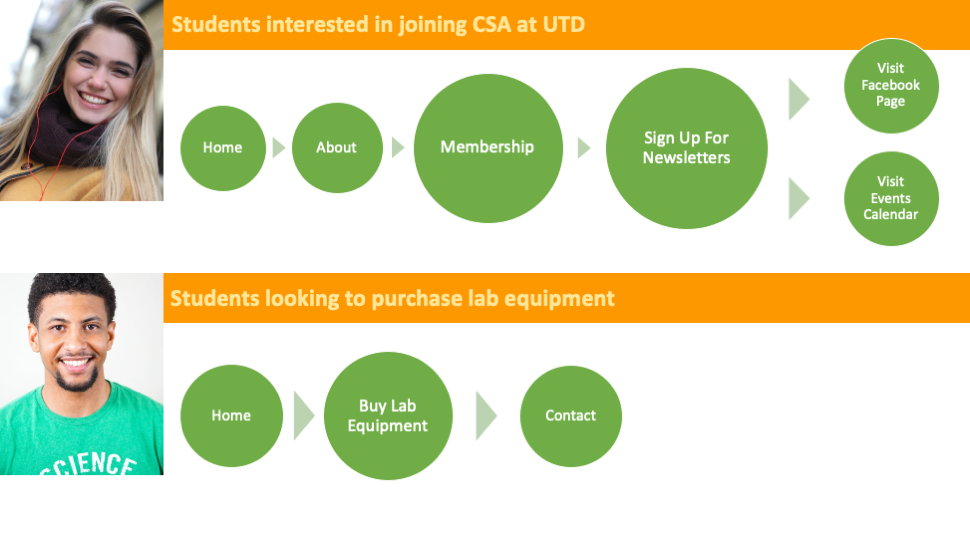 Students interested in joining CSA at UTD
Home
About
Membership
Sign Up For
Newsletters
Visit
Facebook
Page
Visit
Events
Calendar
Students looking to purchase lab equipment
SCIENCE
Home
Buy Lab
Equipment
Contact